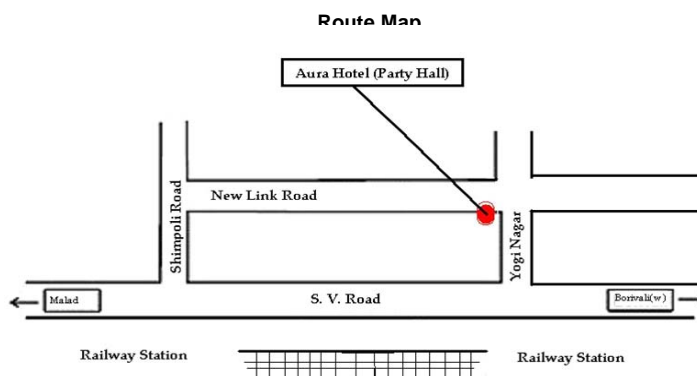 Route Map
Aura Hotel (Party Hall)
New Link Road
Shimpoli Road
Yogi Nagar
Malad
S. V. Road
Borivali(w)
Railway Station
Railway Station